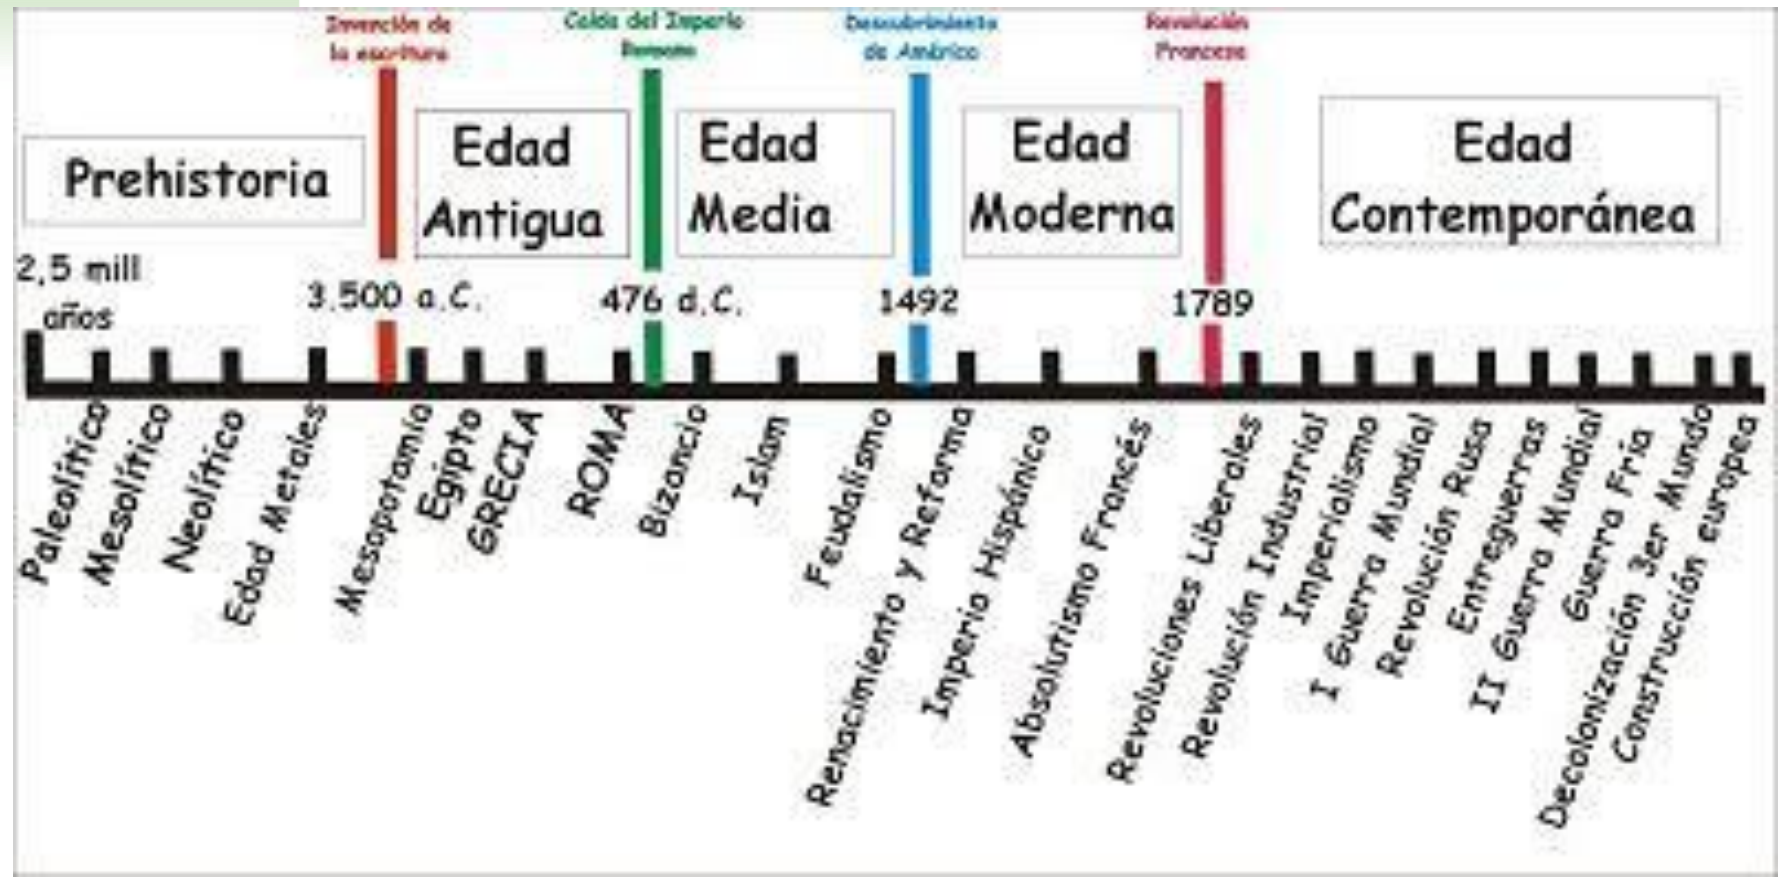 Invención de
la escritura
Caída del Imperio
Romano
Descubrimiento
de América
Revolución
Francesa
Prehistoria
Edad
Antigua
Edad
Media
Edad
Moderna
Edad
Contemporánea
2,5 mill
años
3.500 a.C.
476 d.C.
1492
1789
Paleolítico
Mesolítico
Neolítico
Edad Metales
Mesopotamia
Egipto
GRECIA
ROMA
Bizancio
Islam
Feudalismo
Renacimiento y Reforma
Imperio Hispánico
Absolutismo Francés
Revoluciones Liberales
Revolución Industrial
Imperialismo
I Guerra Mundial
Revolución Rusa
Entreguerras
II Guerra Mundial
Guerra Fría
Decolonización 3er Mundo
Construcción europea